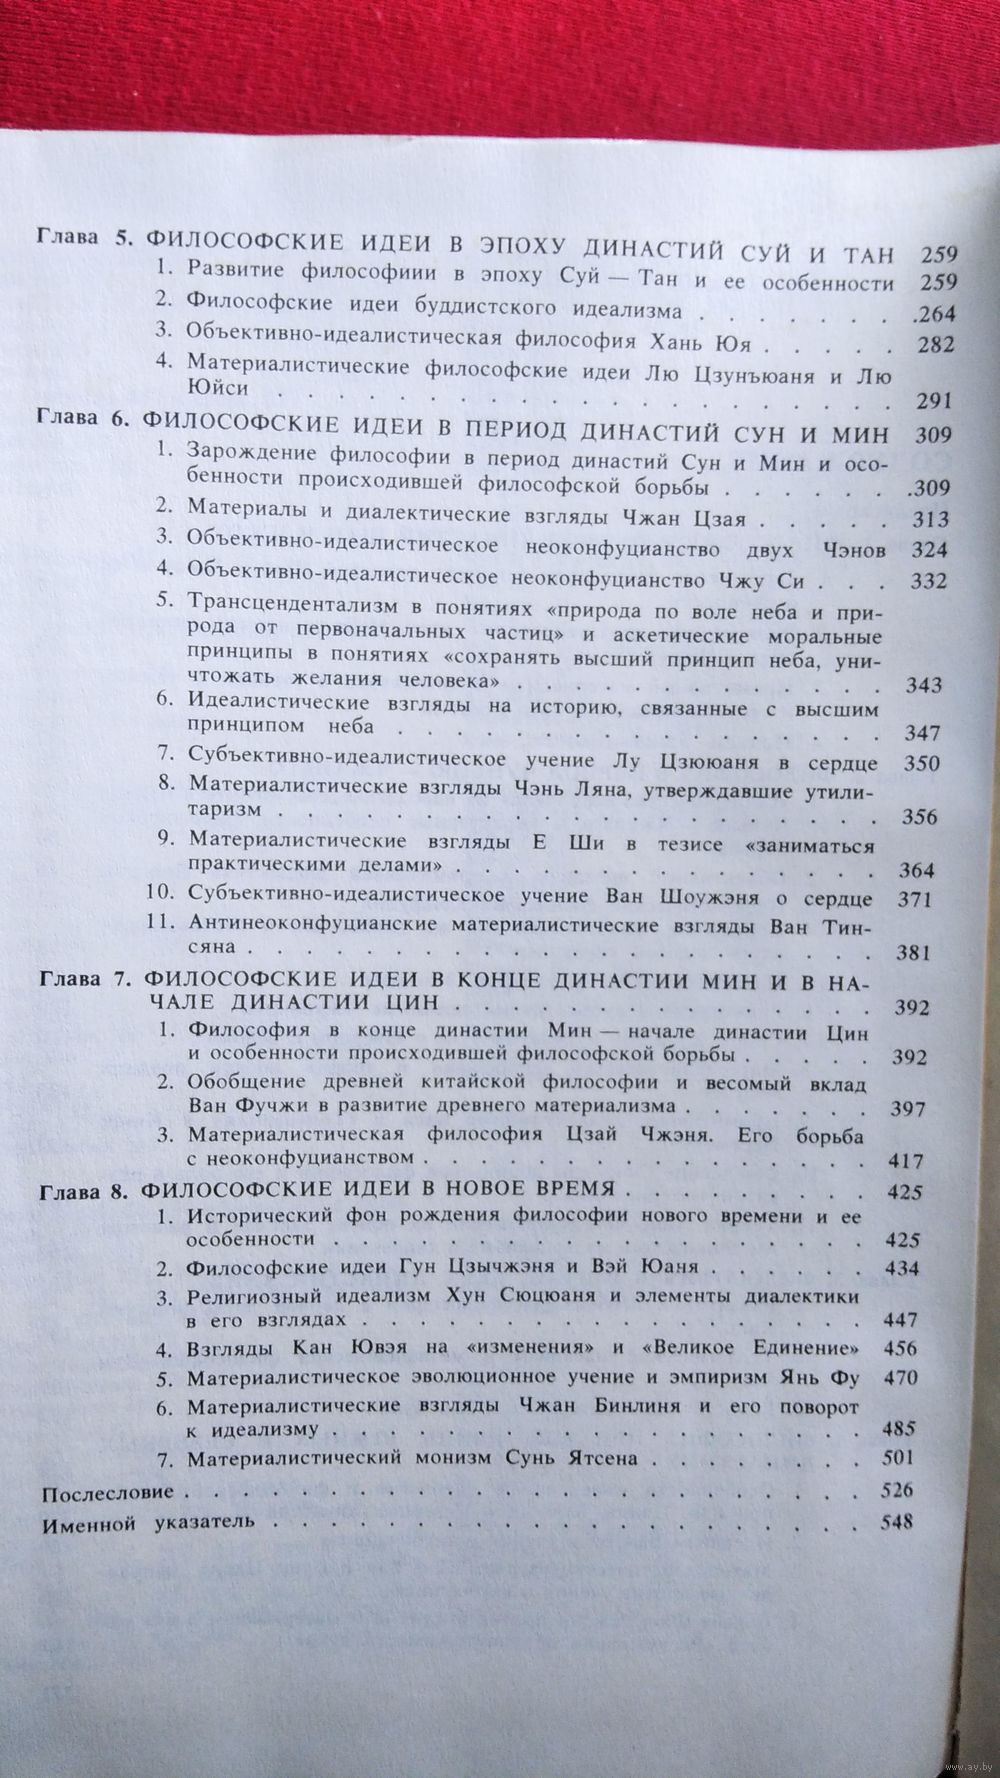 Глава 5. ФИЛОСОФСКИЕ ИДЕИ В ЭПОХУ ДИНАСТИЙ СУЙ И ТАН 259
1. Развитие философиии в эпоху Суй — Тан и ее особенности 259
2. Философские идеи буддистского идеализма . . . . . . . .264
3. Объективно-идеалистическая философия Хань Юя . . . . . 282
4. Материалистические философские идеи Лю Цзунъюаня и Лю
Юйси . . . . . . . . . . . . . . . . . . 291
Глава 6. ФИЛОСОФСКИЕ ИДЕИ В ПЕРИОД ДИНАСТИЙ СУН И МИН 309
1. Зарождение философии в период династий Сун и Мин и осо-
бенности происходившей философской борьбы . . . . . . .309
2. Материалы и диалектические взгляды Чжан Цзая . . . . . 313
3. Объективно-идеалистическое неоконфуцианство двух Чэнов 324
4. Объективно-идеалистическое неоконфуцианство Чжу Си . . . 332
5. Трансцендентализм в понятиях «природа по воле неба и при-
рода от первоначальных частиц» и аскетические моральные
принципы в понятиях «сохранять высший принцип неба, уни-
чтожать желания человека» . . . . . . . . . . . . . 343
6. Идеалистические взгляды на историю, связанные с высшим
принципом неба . . . . . . . . . . . . . . . . . 347
7. Субъективно-идеалистическое учение Лу Цзююаня в сердце 350
8. Материалистические взгляды Чэнь Ляна, утверждавшие утили-
таризм . . . . . . . . . . . . . . . . . . . . . 356
9. Материалистические взгляды Е Ши в тезисе «заниматься
практическими делами» . . . . . . . . . . . . . . . 364
10. Субъективно-идеалистическое учение Ван Шоужэня о сердце 371
11. Антинеоконфуцианские материалистические взгляды Ван Тин-
сяна . . . . . . . . . . . . . . . . . . . . . . 381
Глава 7. ФИЛОСОФСКИЕ ИДЕИ В КОНЦЕ ДИНАСТИИ МИН И В НА-
ЧАЛЕ ДИНАСТИИ ЦИН . . . . . . . . . . . . . . . 392
1. Философия в конце династии Мин — начале династии Цин
и особенности происходившей философской борьбы . . . . . 392
2. Обобщение древней китайской философии и весомый вклад
Ван Фучжи в развитие древнего материализма . . . . . . . 397
3. Материалистическая философия Цзай Чжэня. Его борьба
с неоконфуцианством . . . . . . . . . . . . . . . . 417
Глава 8. ФИЛОСОФСКИЕ ИДЕИ В НОВОЕ ВРЕМЯ . . . . . . . . . 425
1. Исторический фон рождения философии нового времени и ее
особенности . . . . . . . . . . . . . . . . . . . 425
2. Философские идеи Гун Цзычжэня и Вэй Юаня . . . . . . 434
3. Религиозный идеализм Хун Сюцюаня и элементы диалектики
в его взглядах . . . . . . . . . . . . . . . . . . 447
4. Взгляды Кан Ювэя на «изменения» и «Великое Единение» 456
5. Материалистическое эволюционное учение и эмпиризм Янь Фу 470
6. Материалистические взгляды Чжан Бинлиня и его поворот
к идеализму . . . . . . . . . . . . . . . . . . . 485
7. Материалистический монизм Сунь Ятсена . . . . . . . . 501
Послесловие . . . . . . . . . . . . . . . . . . . . . . . 526
Именной указатель . . . . . . . . . . . . . . . . . . . . 548
www.ay.by